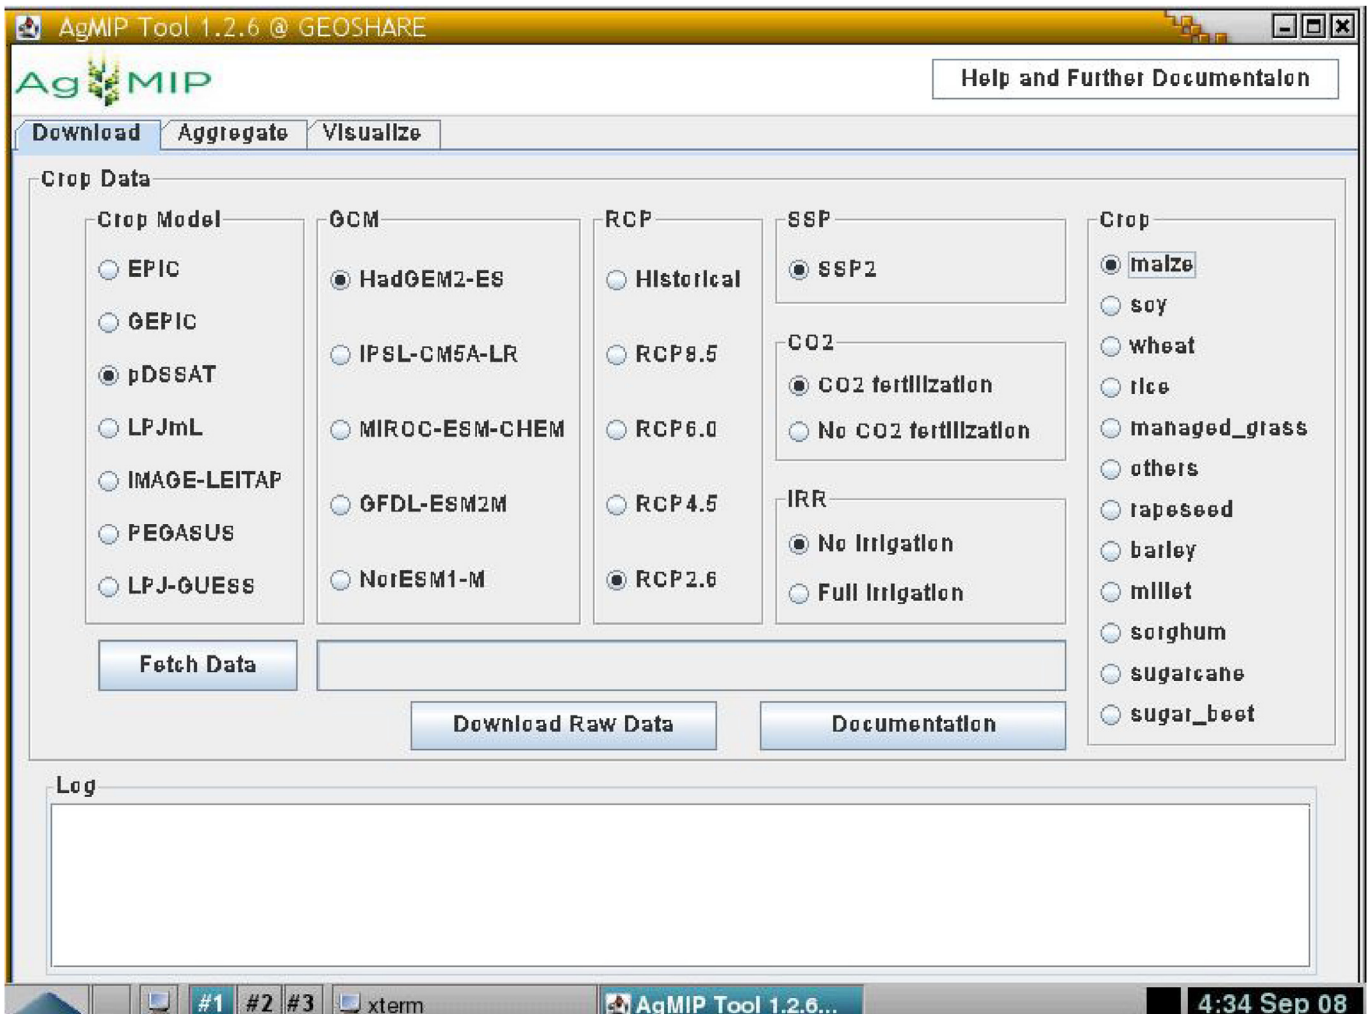 AgMIP Tool 1.2.6 @ GEOSHARE
AgMIP
Help and Further Documentaion
Download Aggregate Visualize
Crop Data
Crop Model
EPIC
GEPIC
pDSSAT
LPJmL
IMAGE-LEITAP
PEGASUS
LPJ-GUESS
GCM
HadGEM2-ES
IPSL-CM5A-LR
MIROC-ESM-CHEM
GFDL-ESM2M
NorESM1-M
RCP
Historical
RCP8.5
RCP6.0
RCP4.5
RCP2.6
SSP
SSP2
CO2
CO2 fertilization
No CO2 fertilization
IRR
No Irrigation
Full Irrigation
Crop
maize
soy
wheat
rice
managed_grass
others
rapeseed
barley
millet
sorghum
sugarcane
sugar_beet
Fetch Data
Download Raw Data
Documentation
Log
#1 #2 #3 xterm AgMIP Tool 1.2.6... 4:34 Sep 08